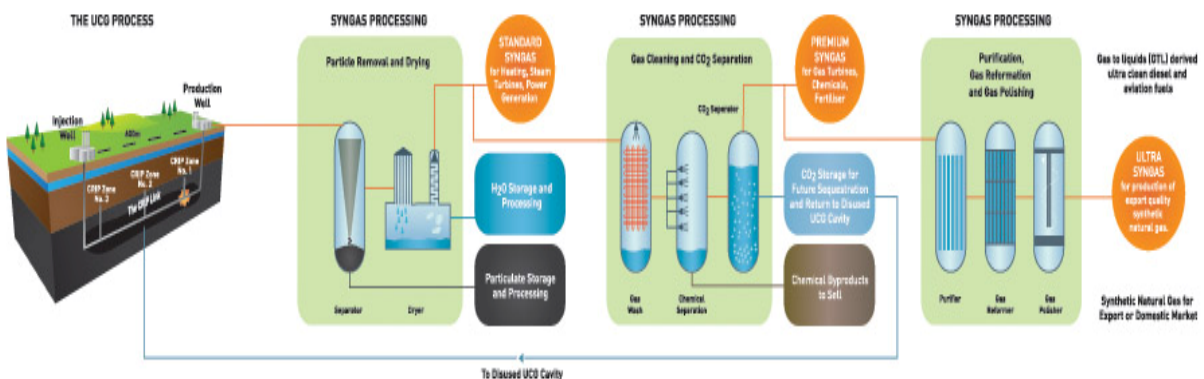 THE UCG PROCESS
Production
Well
Injection
Well
600m
CRIP Zone
No. 1
CRIP Zone
No. 2
CRIP Zone
No. 3
The CRIP Link
SYNGAS PROCESSING
Particle Removal and Drying
Separator
Dryer
STANDARD
SYNGAS
for Heating, Steam
Turbines, Power
Generation
H2O Storage and
Processing
Particulate Storage
and Processing
SYNGAS PROCESSING
Gas Cleaning and CO2 Separation
CO2 Separator
Gas
Wash
Chemical
Separation
PREMIUM
SYNGAS
for Gas Turbines,
Chemicals,
Fertiliser
CO2 Storage for
Future Sequestration
and Return to Disused
UCG Cavity
Chemical Byproducts
to Sell
SYNGAS PROCESSING
Purification,
Gas Reformation
and Gas Polishing
Purifier
Gas
Reformer
Gas
Polisher
Gas to liquids (GTL) derived
ultra clean diesel and
aviation fuels
ULTRA
SYNGAS
for production of
export quality
synthetic
natural gas.
Synthetic Natural Gas for
Export or Domestic Market
To Disused UCG Cavity